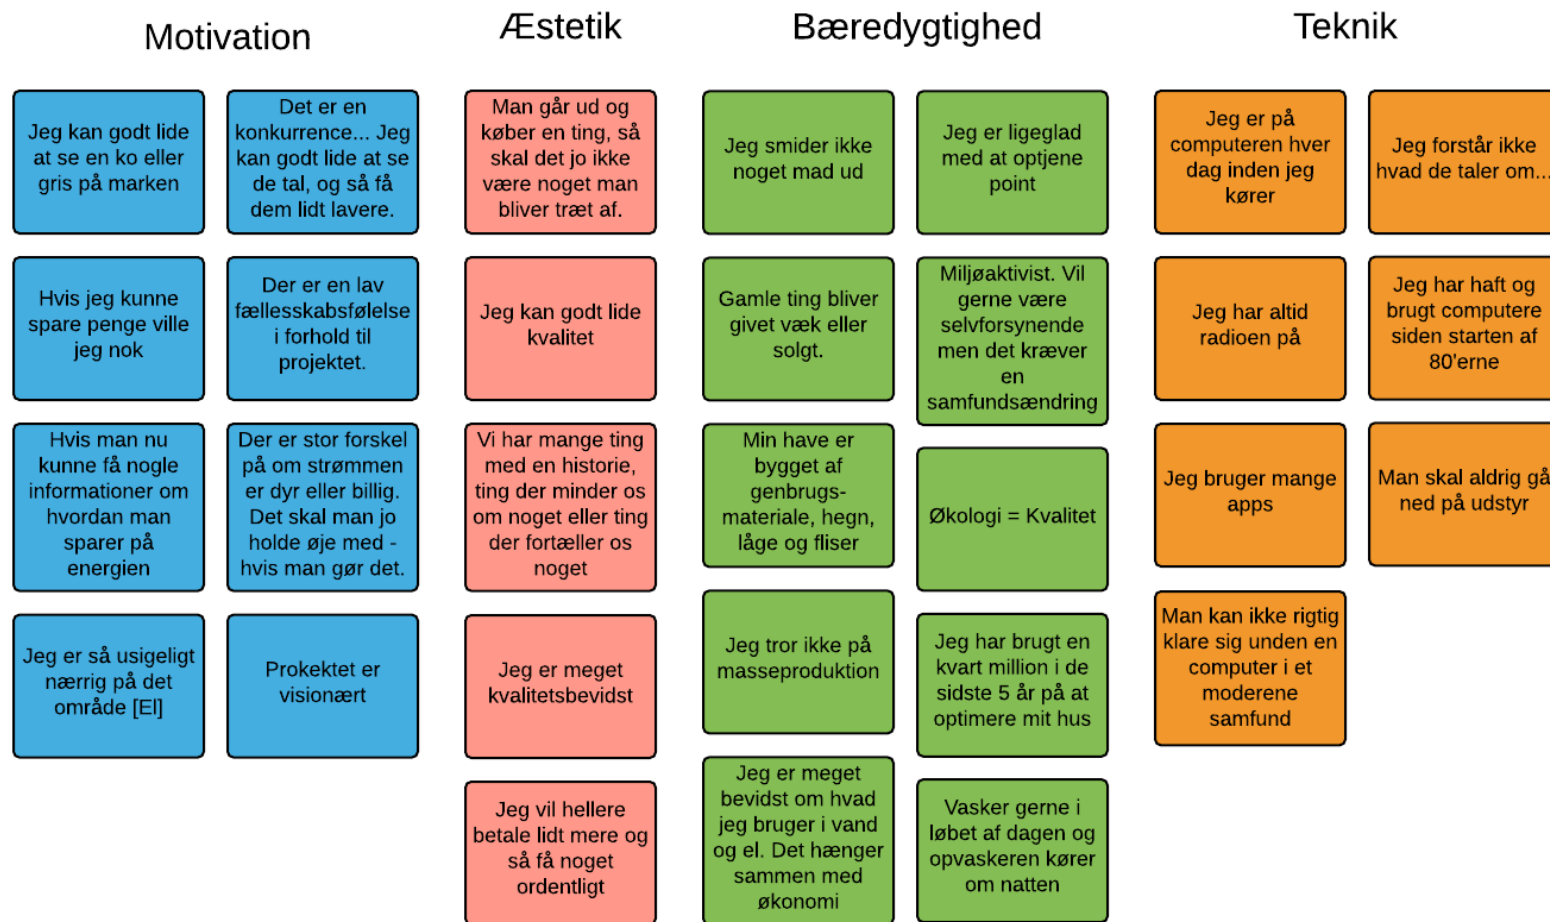 Motivation
Jeg kan godt lide
at se en ko eller
gris på marken
Det er en
konkurrence... Jeg
kan godt lide at se
de tal, og så få
dem lidt lavere.
Hvis jeg kunne
spare penge ville
jeg nok
Der er en lav
fællesskabsfølelse
i forhold til
projektet.
Hvis man nu
kunne få nogle
informationer om
hvordan man
sparer på
energien
Der er stor forskel
på om strømmen
er dyr eller billig.
Det skal man jo
holde øje med -
hvis man gør det.
Jeg er så usigeligt
nærrig på det
område [El]
Prokektet er
visionært
Æstetik
Man går ud og
køber en ting, så
skal det jo ikke
være noget man
bliver træt af.
Jeg kan godt lide
kvalitet
Vi har mange ting
med en historie,
ting der minder os
om noget eller ting
der fortæller os
noget
Jeg er meget
kvalitetsbevidst
Jeg vil hellere
betale lidt mere og
så få noget
ordentligt
Bæredygtighed
Jeg smider ikke
noget mad ud
Jeg er ligeglad
med at optjene
point
Gamle ting bliver
givet væk eller
solgt.
Miljøaktivist. Vil
gerne være
selvforsynende
men det kræver
en
samfundsændring
Min have er
bygget af
genbrugs-
materiale, hegn,
låge og fliser
Økologi = Kvalitet
Jeg tror ikke på
masseproduktion
Jeg har brugt en
kvart million i de
sidste 5 år på at
optimere mit hus
Jeg er meget
bevidst om hvad
jeg bruger i vand
og el. Det hænger
sammen med
økonomi
Vasker gerne i
løbet af dagen og
opvaskeren kører
om natten
Teknik
Jeg er på
computeren hver
dag inden jeg
kører
Jeg forstår ikke
hvad de taler om...
Jeg har altid
radioen på
Jeg har haft og
brugt computere
siden starten af
80'erne
Jeg bruger mange
apps
Man skal aldrig gå
ned på udstyr
Man kan ikke rigtig
klare sig unden en
computer i et
moderene
samfund